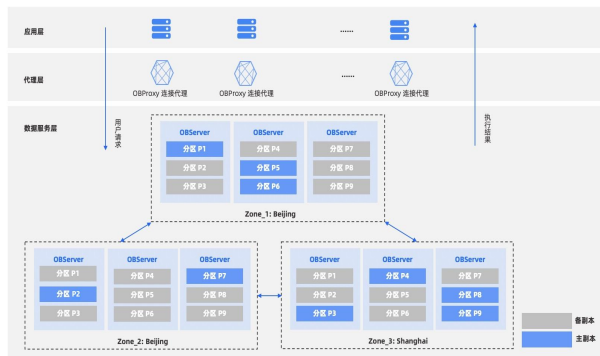 应用层
......
代理层
......
OBProxy 连接代理
OBProxy 连接代理
OBProxy 连接代理
数据服务层
用户请求
执行结果
OBServer
OBServer
OBServer
分区 P1
分区 P4
分区 P7
分区 P2
分区 P5
分区 P8
分区 P3
分区 P6
分区 P9
Zone_1: Beijing
OBServer
OBServer
OBServer
分区 P1
分区 P4
分区 P7
分区 P2
分区 P5
分区 P8
分区 P3
分区 P6
分区 P9
Zone_2: Beijing
OBServer
OBServer
OBServer
分区 P1
分区 P4
分区 P7
分区 P2
分区 P5
分区 P8
分区 P3
分区 P6
分区 P9
Zone_3: Shanghai
备副本
主副本